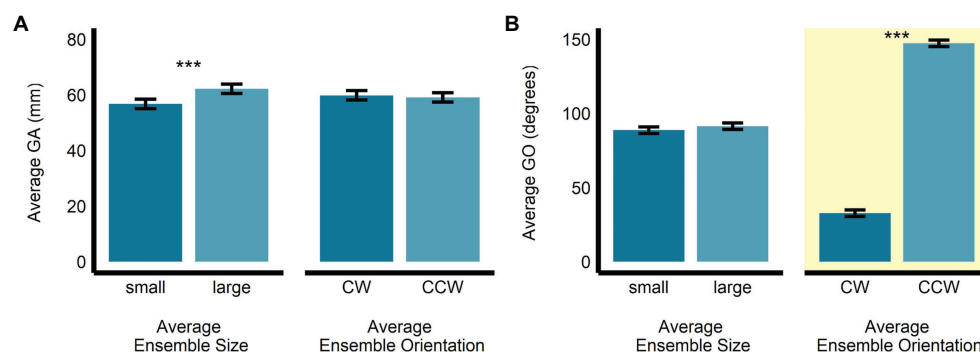 A
Average GA (mm)
80
60
40
20
0
***
small large
Average
Ensemble Size
CW CCW
Average
Ensemble Orientation
B
Average GO (degrees)
150
100
50
0
***
small large
Average
Ensemble Size
CW CCW
Average
Ensemble Orientation